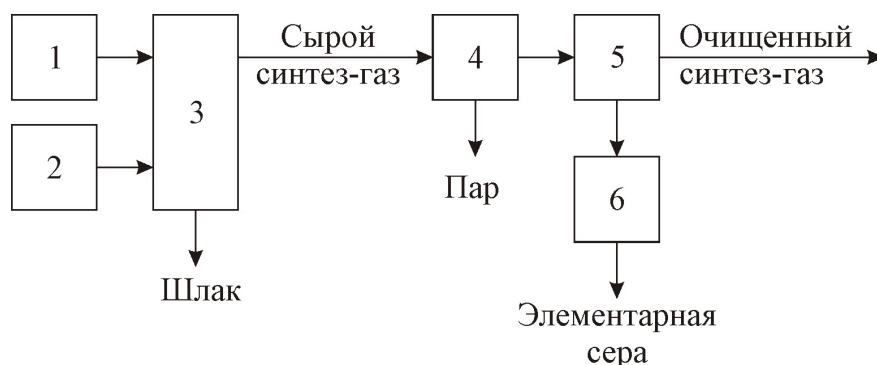 1
2
3
Сырой
синтез-газ
4
5
Очищенный
синтез-газ
Пар
6
Шлак
Элементарная
сера